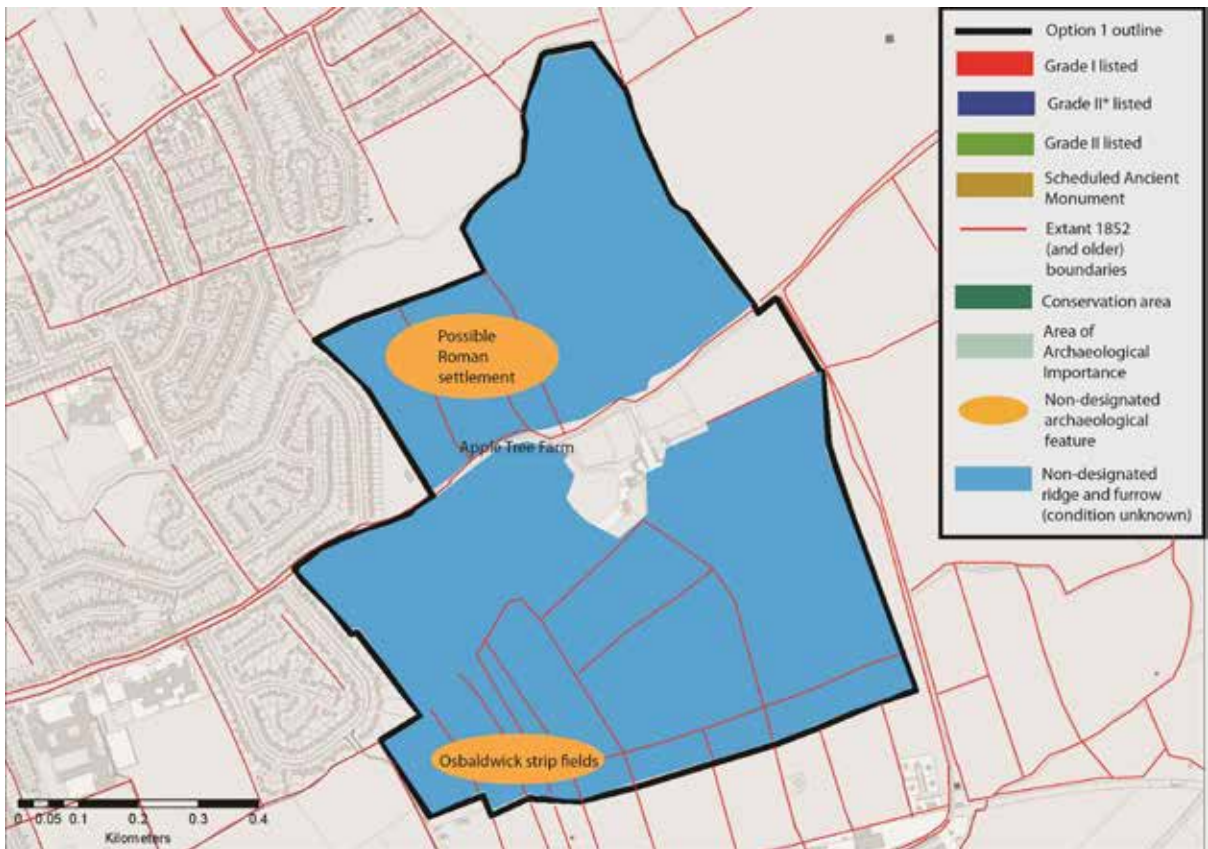 Option 1 outline
Grade I listed
Grade II* listed
Grade II listed
Scheduled Ancient
Monument
Extant 1852
(and older)
boundaries
Conservation area
Area of
Archaeological
Importance
Non-designated
archaeological
feature
Non-designated
ridge and furrow
(condition unknown)
Possible
Roman
settlement
Apple Tree Farm
Osbaldwick strip fields
0 0.05 0.1 0.2 0.3 0.4
Kilometers